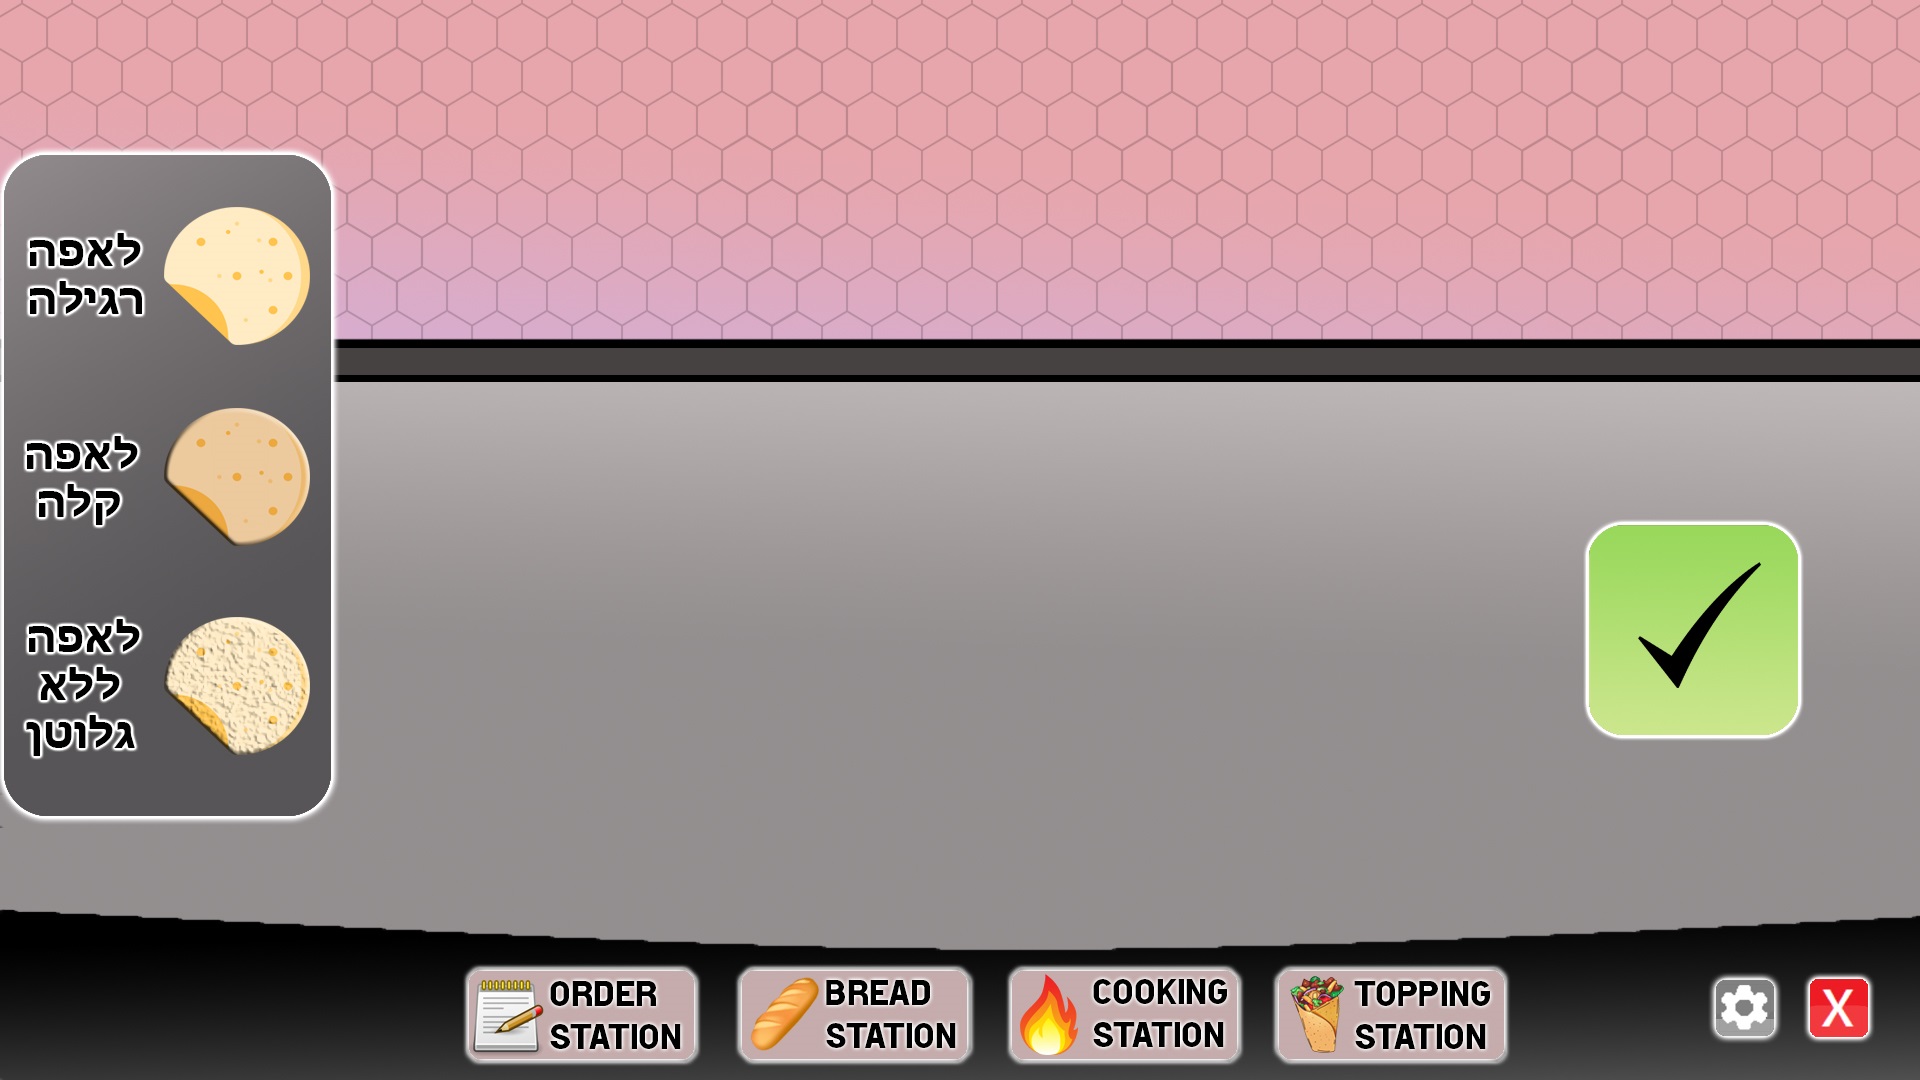 לאפה
רגילה
לאפה
קלה
לאפה
ללא
גלוטן
ORDER
STATION
BREAD
STATION
COOKING
STATION
TOPPING
STATION
X